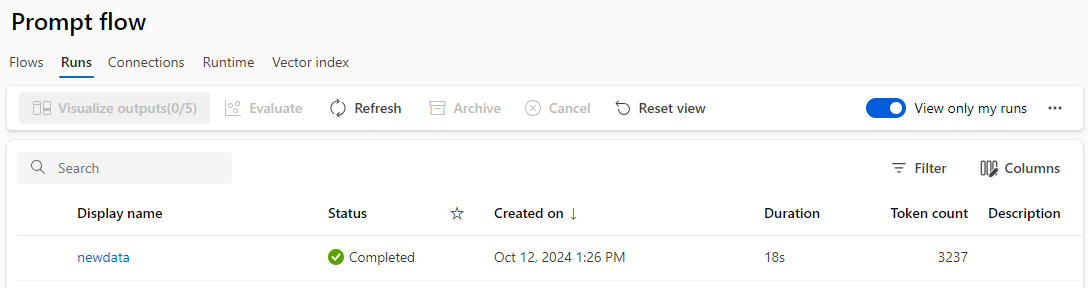 Prompt flow
Flows Runs Connections Runtime Vector index
Visualize outputs(0/5) Evaluate Refresh Archive Cancel Reset view View only my runs
Search Filter Columns
Display name Status Created on ↓ Duration Token count Description
newdata Completed Oct 12, 2024 1:26 PM 18s 3237